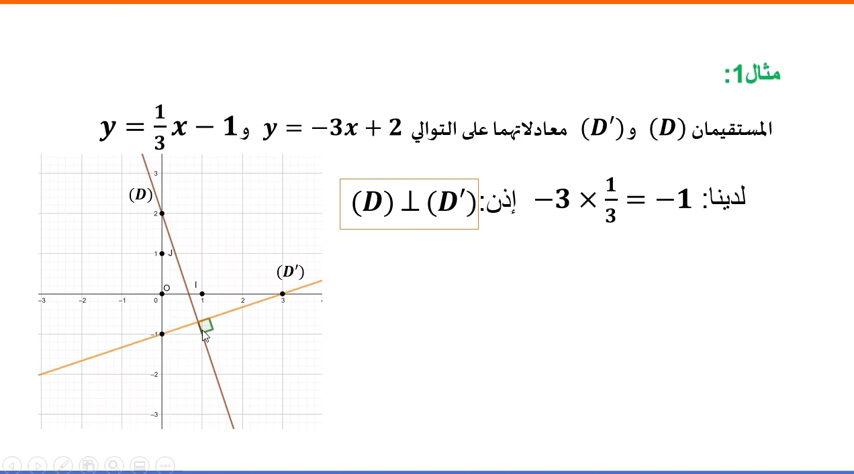 مثال1:
المستقيمان (D) و (D′) معادلاتهما على التوالي y = −3x + 2 و y = 1/3 x − 1
لدينا: −3 × 1/3 = −1 إذن: (D) ⊥ (D′)
3
(D)
2
1 J
(D′)
O I
−3 −2 −1 0 1 2 3
−1
−2
−3